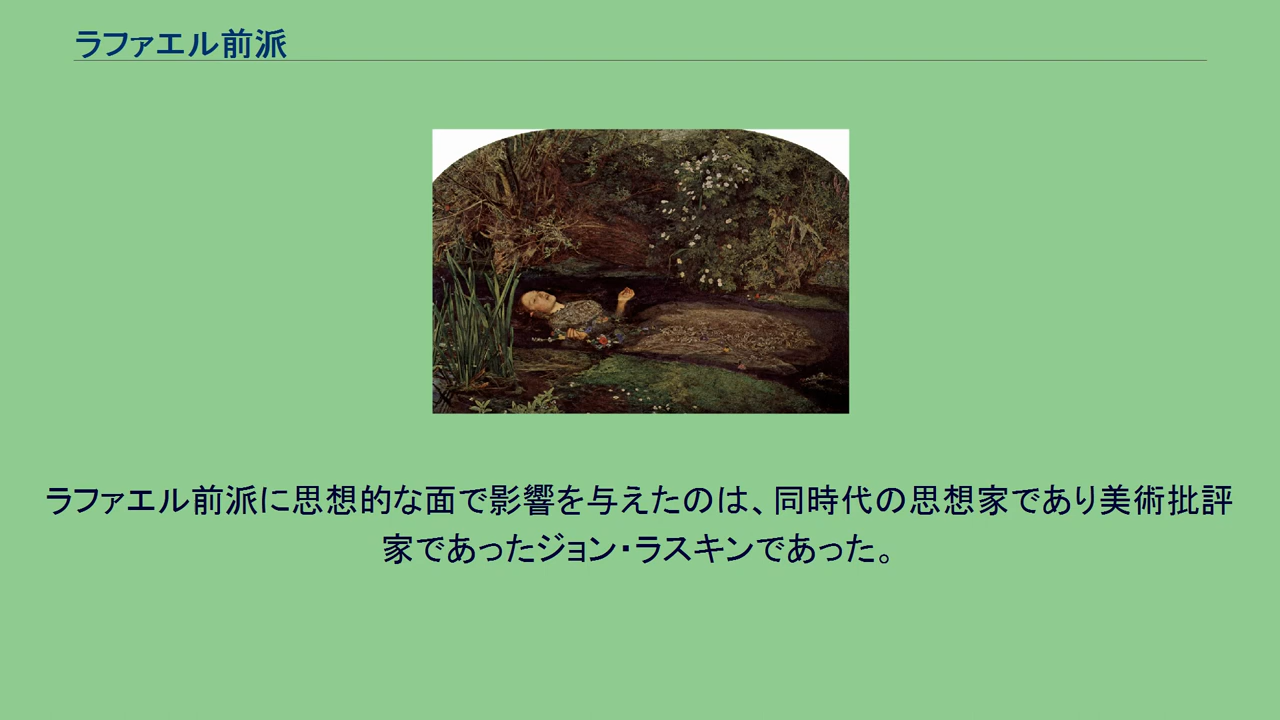 ラファエル前派
ラファエル前派に思想的な面で影響を与えたのは、同時代の思想家であり美術批評
家であったジョン・ラスキンであった。